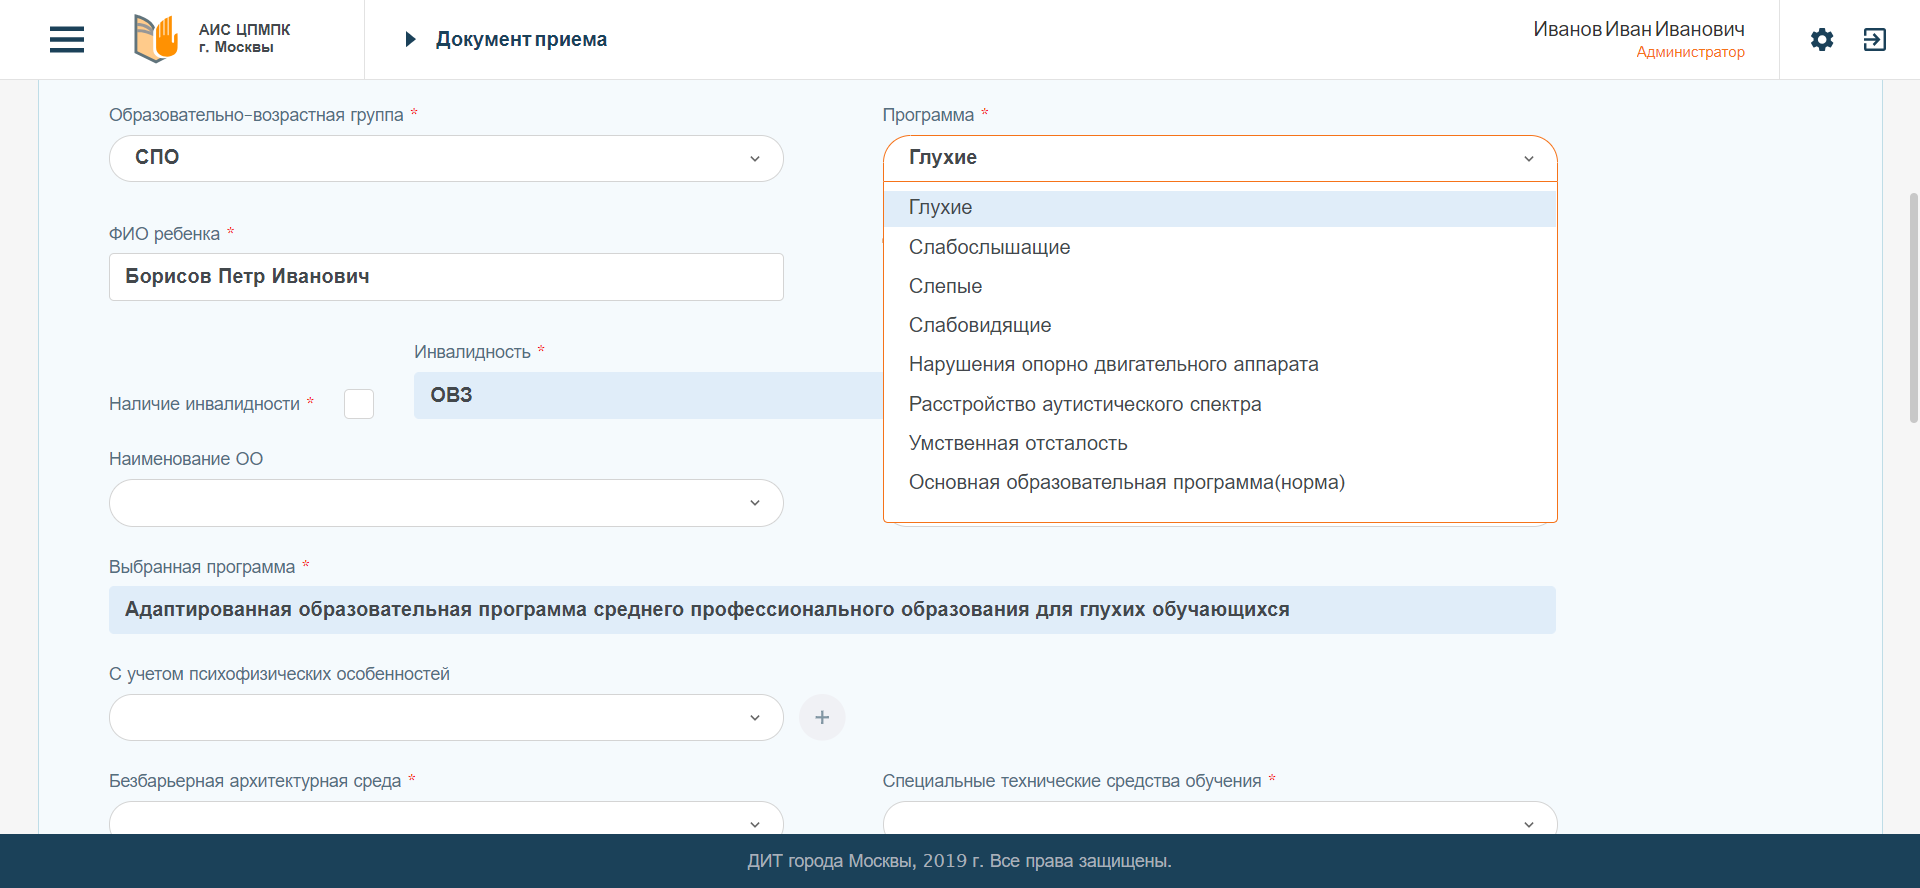 АИС ЦПМПК
г. Москвы
Документ приема
Иванов Иван Иванович
Администратор
Образовательно-возрастная группа *
Программа *
СПО
Глухие
Глухие
Слабослышащие
Слепые
Слабовидящие
Нарушения опорно двигательного аппарата
Расстройство аутистического спектра
Умственная отсталость
Основная образовательная программа(норма)
ФИО ребенка *
Борисов Петр Иванович
Наличие инвалидности *
Инвалидность *
ОВЗ
Наименование ОО
Выбранная программа *
Адаптированная образовательная программа среднего профессионального образования для глухих обучающихся
С учетом психофизических особенностей
Безбарьерная архитектурная среда *
Специальные технические средства обучения *
ДИТ города Москвы, 2019 г. Все права защищены.